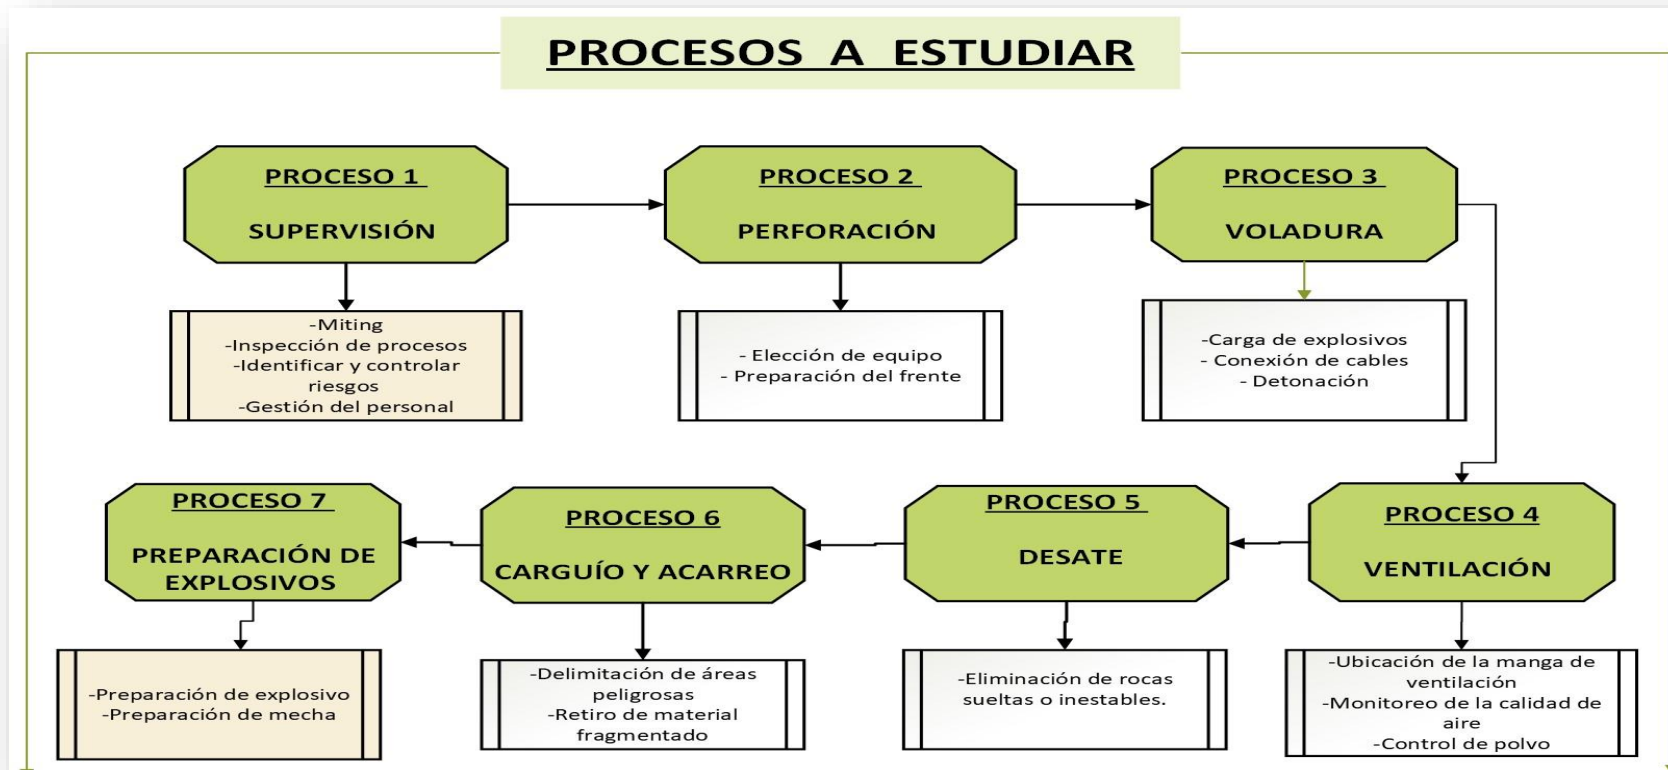 PROCESOS A ESTUDIAR
PROCESO 1
SUPERVISIÓN
-Miting
-Inspección de procesos
-Identificar y controlar
riesgos
-Gestión del personal
PROCESO 2
PERFORACIÓN
- Elección de equipo
- Preparación del frente
PROCESO 3
VOLADURA
-Carga de explosivos
- Conexión de cables
- Detonación
PROCESO 4
VENTILACIÓN
-Ubicación de la manga de
ventilación
-Monitoreo de la calidad de
aire
-Control de polvo
PROCESO 5
DESATE
-Eliminación de rocas
sueltas o inestables.
PROCESO 6
CARGUÍO Y ACARREO
-Delimitación de áreas
peligrosas
-Retiro de material
fragmentado
PROCESO 7
PREPARACIÓN DE
EXPLOSIVOS
-Preparación de explosivo
-Preparación de mecha